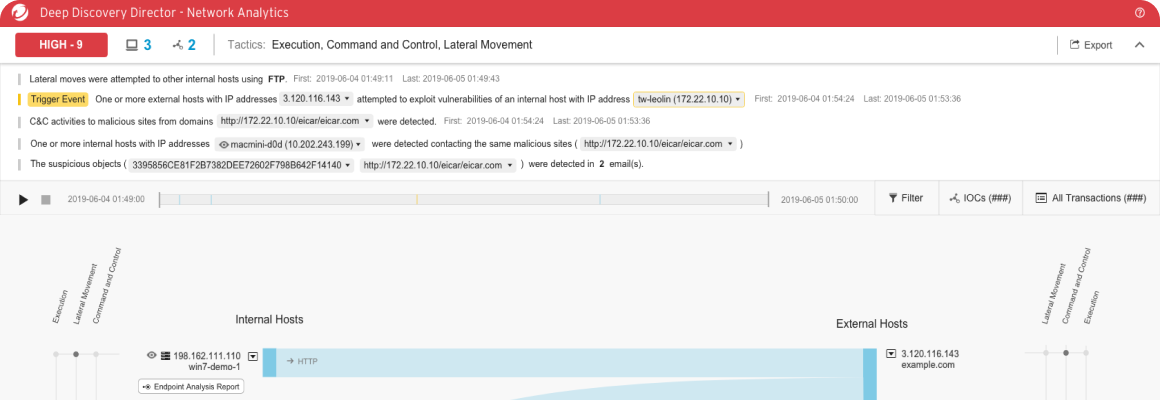 Deep Discovery Director - Network Analytics
HIGH - 9 3 2 Tactics: Execution, Command and Control, Lateral Movement Export
Lateral moves were attempted to other internal hosts using FTP. First: 2019-06-04 01:49:11 Last: 2019-06-05 01:49:43
Trigger Event One or more external hosts with IP addresses 3.120.116.143 attempted to exploit vulnerabilities of an internal host with IP address tw-leolin (172.22.10.10) First: 2019-06-04 01:54:24 Last: 2019-06-05 01:53:36
C&C activities to malicious sites from domains http://172.22.10.10/eicar/eicar.com were detected. First: 2019-06-04 01:54:24 Last: 2019-06-05 01:53:36
One or more internal hosts with IP addresses macmini-d0d (10.202.243.199) were detected contacting the same malicious sites ( http://172.22.10.10/eicar/eicar.com )
The suspicious objects ( 3395856CE81F2B7382DEE72602F798B642F14140 http://172.22.10.10/eicar/eicar.com ) were detected in 2 email(s).
2019-06-04 01:49:00 2019-06-05 01:50:00 Filter IOCs (###) All Transactions (###)
Execution
Lateral Movement
Command and Control
Internal Hosts
External Hosts
Lateral Movement
Command and Control
Execution
198.162.111.110
win7-demo-1
Endpoint Analysis Report
HTTP
3.120.116.143
example.com